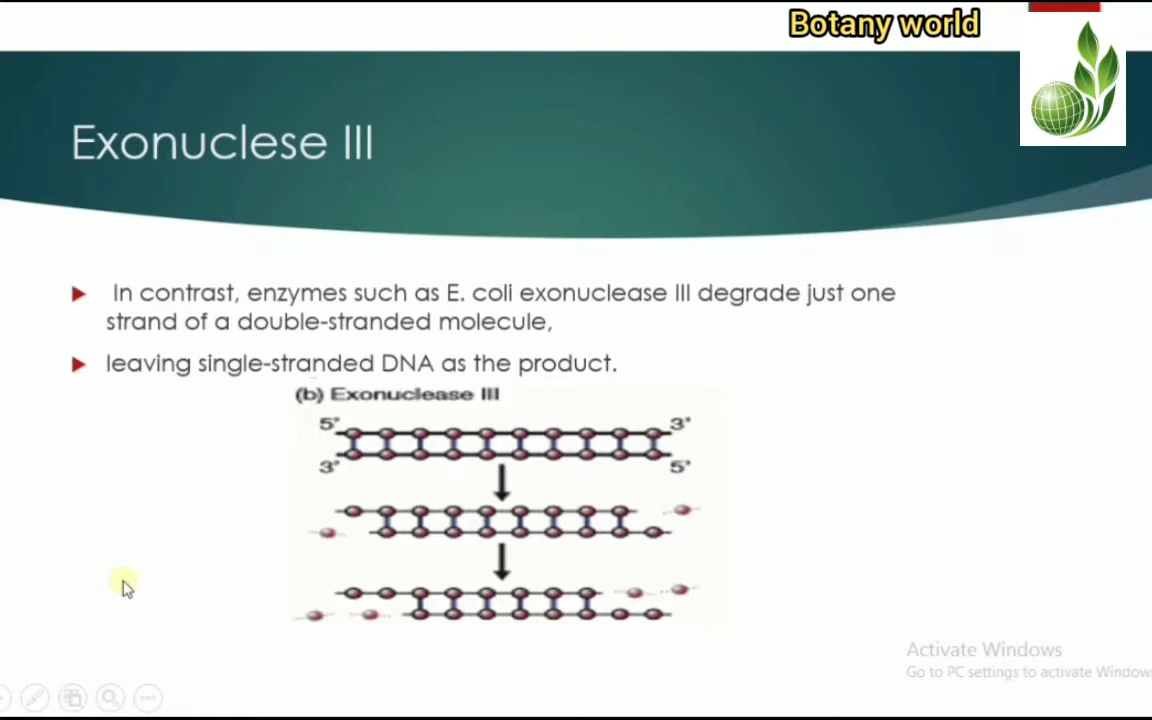 Botany world
Exonuclese III
In contrast, enzymes such as E. coli exonuclease III degrade just one
strand of a double-stranded molecule,
leaving single-stranded DNA as the product.
(b) Exonuclease III
5' 3'
3' 5'
Activate Windows
Go to PC settings to activate Windows